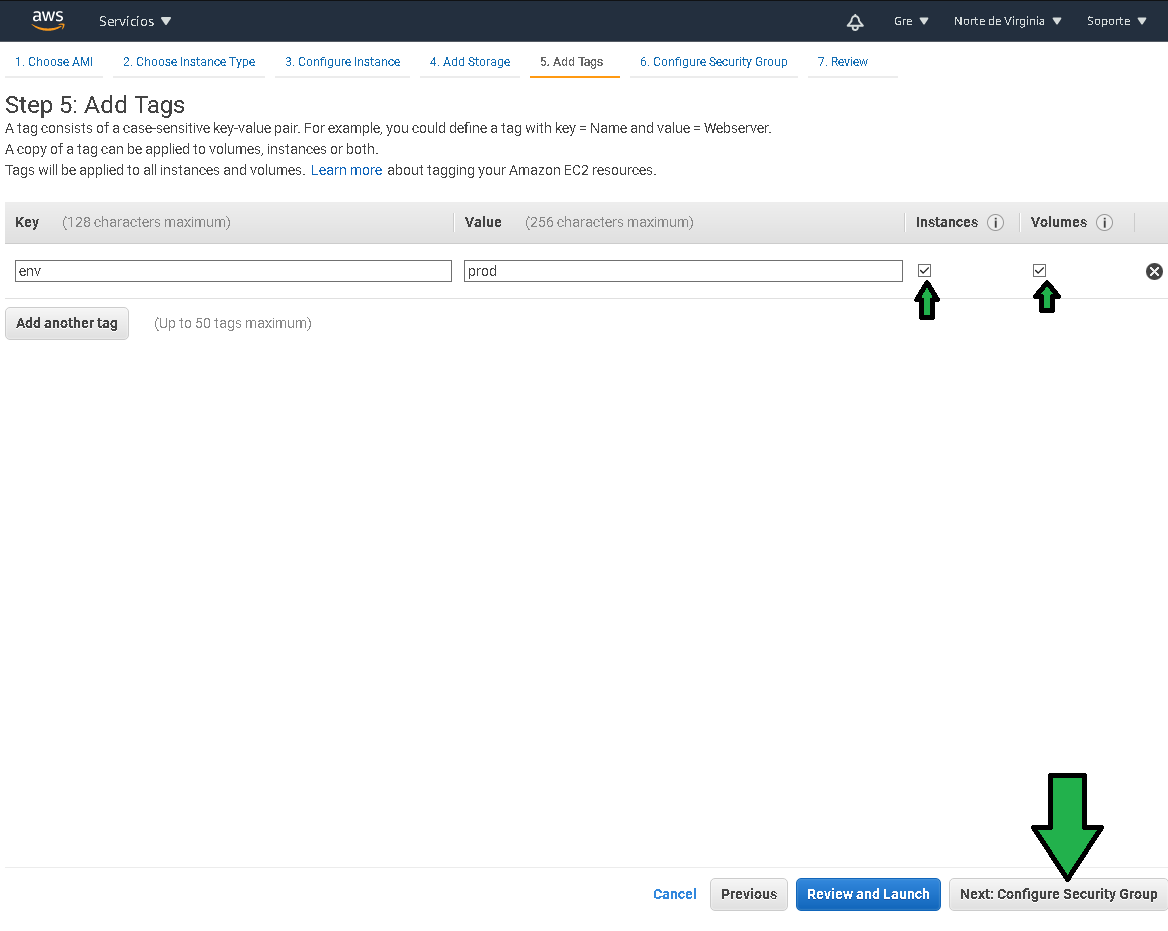 aws Servicios Gre Norte de Virginia Soporte
1. Choose AMI 2. Choose Instance Type 3. Configure Instance 4. Add Storage 5. Add Tags 6. Configure Security Group 7. Review
Step 5: Add Tags
A tag consists of a case-sensitive key-value pair. For example, you could define a tag with key = Name and value = Webserver.
A copy of a tag can be applied to volumes, instances or both.
Tags will be applied to all instances and volumes. Learn more about tagging your Amazon EC2 resources.
Key (128 characters maximum) Value (256 characters maximum) Instances i Volumes i
env prod
Add another tag (Up to 50 tags maximum)
Cancel Previous Review and Launch Next: Configure Security Group